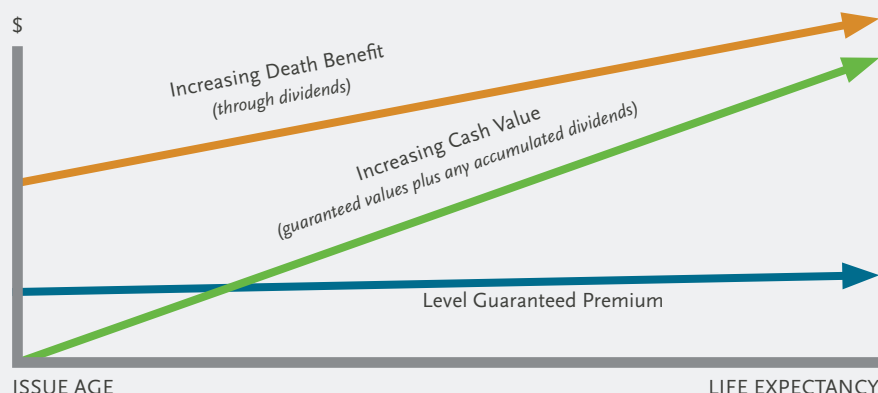 $
Increasing Death Benefit
(through dividends)
Increasing Cash Value
(guaranteed values plus any accumulated dividends)
Level Guaranteed Premium
ISSUE AGE
LIFE EXPECTANCY